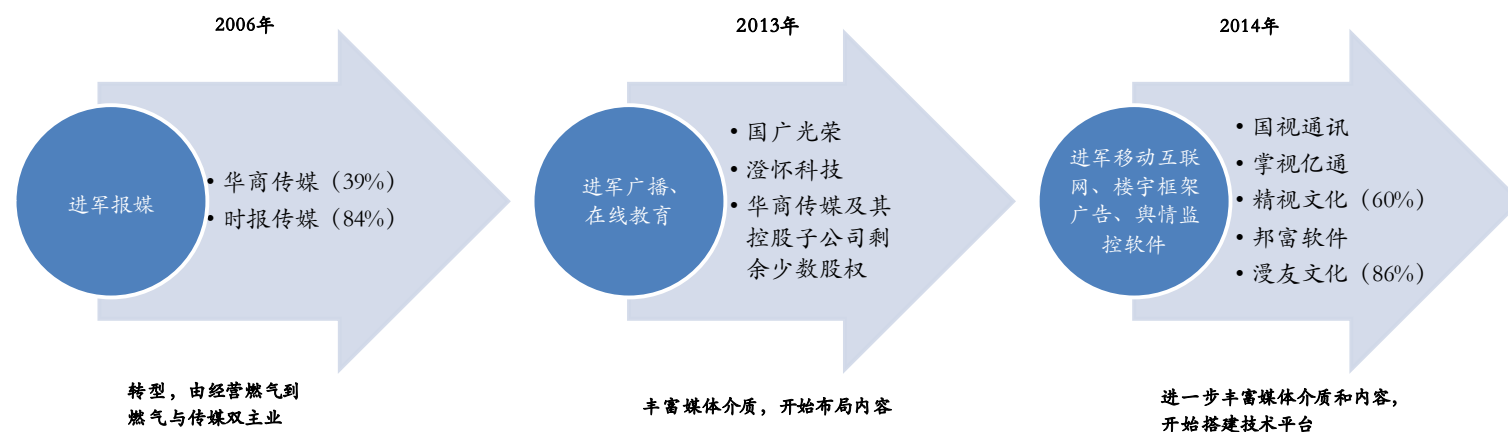 2006年
进军报媒
• 华商传媒（39%）
• 时报传媒（84%）
转型，由经营燃气到
燃气与传媒双主业
2013年
进军广播、
在线教育
• 国广光荣
• 澄怀科技
• 华商传媒及其
控股子公司剩
余少数股权
丰富媒体介质，开始布局内容
2014年
进军移动互联
网、楼宇框架
广告、舆情监
控软件
• 国视通讯
• 掌视亿通
• 精视文化（60%）
• 邦富软件
• 漫友文化（86%）
进一步丰富媒体介质和内容，
开始搭建技术平台